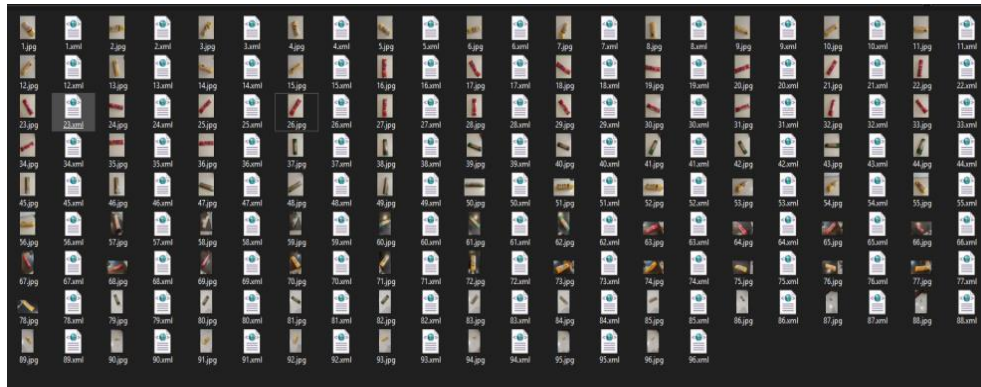 1.jpg 1.xml 2.jpg 2.xml 3.jpg 3.xml 4.jpg 4.xml 5.jpg 5.xml 6.jpg 6.xml 7.jpg 7.xml 8.jpg 8.xml 9.jpg 9.xml 10.jpg 10.xml 11.jpg 11.xml
12.jpg 12.xml 13.jpg 13.xml 14.jpg 14.xml 15.jpg 15.xml 16.jpg 16.xml 17.jpg 17.xml 18.jpg 18.xml 19.jpg 19.xml 20.jpg 20.xml 21.jpg 21.xml 22.jpg 22.xml
23.jpg 23.xml 24.jpg 24.xml 25.jpg 25.xml 26.jpg 26.xml 27.jpg 27.xml 28.jpg 28.xml 29.jpg 29.xml 30.jpg 30.xml 31.jpg 31.xml 32.jpg 32.xml 33.jpg 33.xml
34.jpg 34.xml 35.jpg 35.xml 36.jpg 36.xml 37.jpg 37.xml 38.jpg 38.xml 39.jpg 39.xml 40.jpg 40.xml 41.jpg 41.xml 42.jpg 42.xml 43.jpg 43.xml 44.jpg 44.xml
45.jpg 45.xml 46.jpg 46.xml 47.jpg 47.xml 48.jpg 48.xml 49.jpg 49.xml 50.jpg 50.xml 51.jpg 51.xml 52.jpg 52.xml 53.jpg 53.xml 54.jpg 54.xml 55.jpg 55.xml
56.jpg 56.xml 57.jpg 57.xml 58.jpg 58.xml 59.jpg 59.xml 60.jpg 60.xml 61.jpg 61.xml 62.jpg 62.xml 63.jpg 63.xml 64.jpg 64.xml 65.jpg 65.xml 66.jpg 66.xml
67.jpg 67.xml 68.jpg 68.xml 69.jpg 69.xml 70.jpg 70.xml 71.jpg 71.xml 72.jpg 72.xml 73.jpg 73.xml 74.jpg 74.xml 75.jpg 75.xml 76.jpg 76.xml 77.jpg 77.xml
78.jpg 78.xml 79.jpg 79.xml 80.jpg 80.xml 81.jpg 81.xml 82.jpg 82.xml 83.jpg 83.xml 84.jpg 84.xml 85.jpg 85.xml 86.jpg 86.xml 87.jpg 87.xml 88.jpg 88.xml
89.jpg 89.xml 90.jpg 90.xml 91.jpg 91.xml 92.jpg 92.xml 93.jpg 93.xml 94.jpg 94.xml 95.jpg 95.xml 96.jpg 96.xml